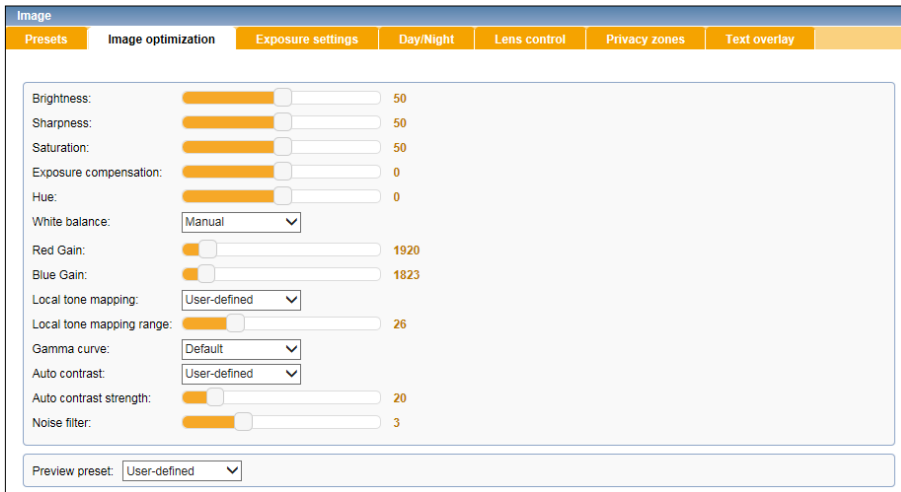 Image
Presets Image optimization Exposure settings Day/Night Lens control Privacy zones Text overlay
Brightness: 50
Sharpness: 50
Saturation: 50
Exposure compensation: 0
Hue: 0
White balance: Manual
Red Gain: 1920
Blue Gain: 1823
Local tone mapping: User-defined
Local tone mapping range: 26
Gamma curve: Default
Auto contrast: User-defined
Auto contrast strength: 20
Noise filter: 3
Preview preset: User-defined